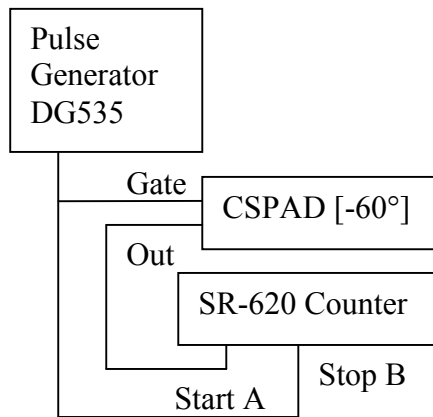 Pulse
Generator
DG535
Gate
CSPAD [-60°]
Out
SR-620 Counter
Stop B
Start A